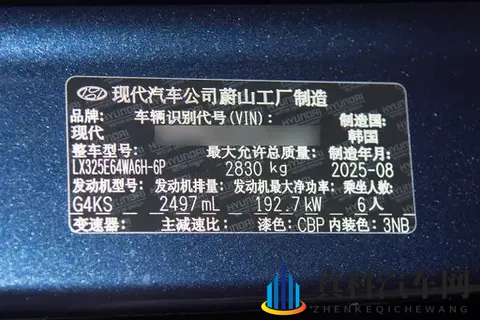 现代汽车公司蔚山工厂制造
品牌: 车辆识别代号(VIN): 制造国:
现代 韩国
整车型号: 最大允许总质量: 制造年月:
LX325E64WA6H-6P 2830 kg 2025-08
发动机型号: 发动机排量: 发动机最大净功率: 乘坐人数:
G4KS 2497 mL 192.7 kW 6人
变速器: 主减速比: 漆色: CBP 内装色: 3NB
ZHENKEQICHEWANG